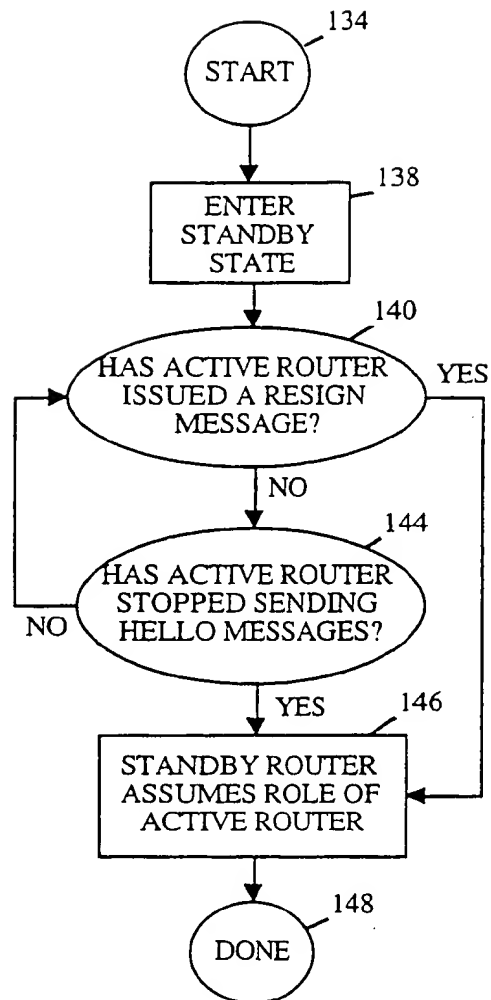 134
START
138
ENTER
STANDBY
STATE
140
HAS ACTIVE ROUTER
ISSUED A RESIGN
MESSAGE?
YES
NO
144
HAS ACTIVE ROUTER
STOPPED SENDING
HELLO MESSAGES?
NO
YES
146
STANDBY ROUTER
ASSUMES ROLE OF
ACTIVE ROUTER
148
DONE